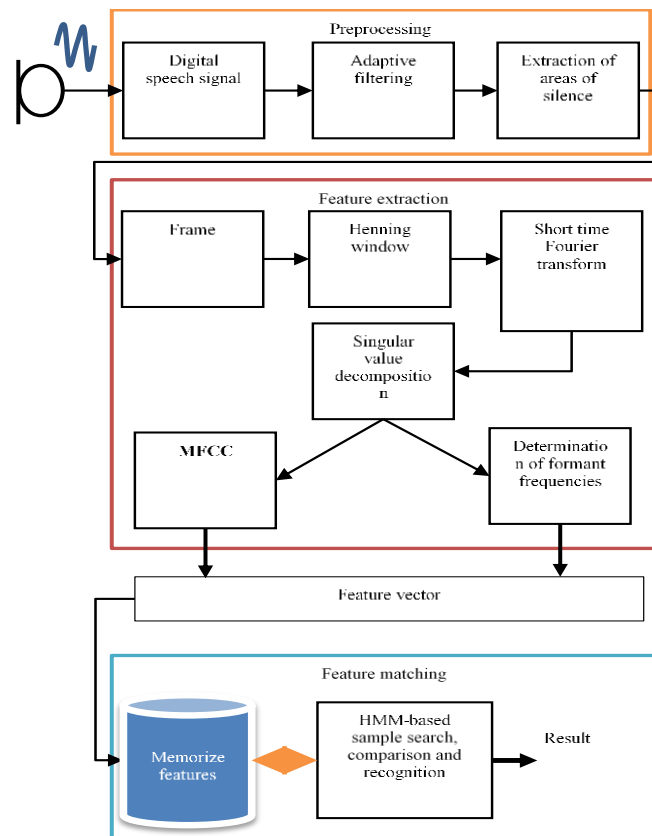 Preprocessing
Digital
speech signal
Adaptive
filtering
Extraction of
areas of
silence
Feature extraction
Frame
Henning
window
Short time
Fourier
transform
Singular
value
decompositio
n
MFCC
Determinatio
n of formant
frequencies
Feature vector
Feature matching
Memorize
features
HMM-based
sample search,
comparison and
recognition
Result